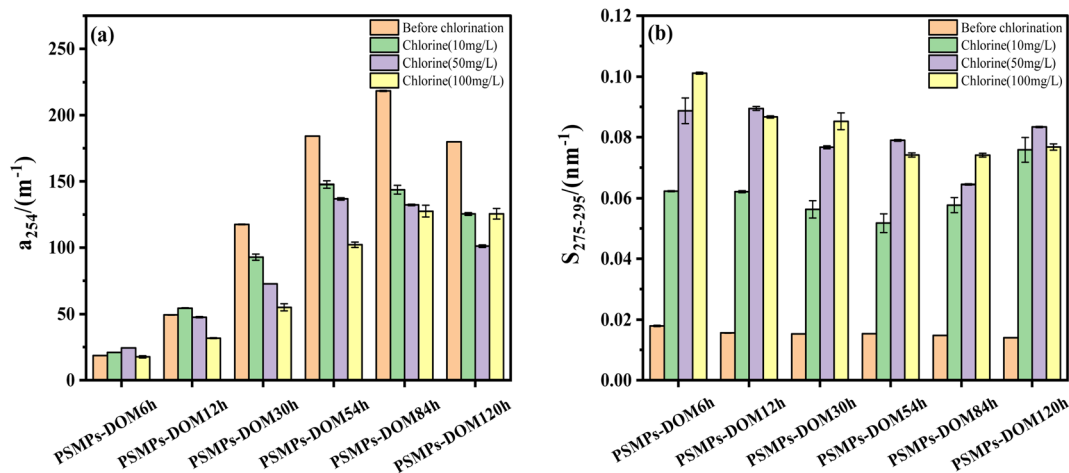 (a)
Before chlorination
Chlorine(10mg/L)
Chlorine(50mg/L)
Chlorine(100mg/L)
250
200
150
100
50
0
a254/(m-1)
PSMPs-DOM6h
PSMPs-DOM12h
PSMPs-DOM30h
PSMPs-DOM54h
PSMPs-DOM84h
PSMPs-DOM120h
(b)
Before chlorination
Chlorine(10mg/L)
Chlorine(50mg/L)
Chlorine(100mg/L)
0.12
0.10
0.08
0.06
0.04
0.02
0.00
S275-295/(nm-1)
PSMPs-DOM6h
PSMPs-DOM12h
PSMPs-DOM30h
PSMPs-DOM54h
PSMPs-DOM84h
PSMPs-DOM120h